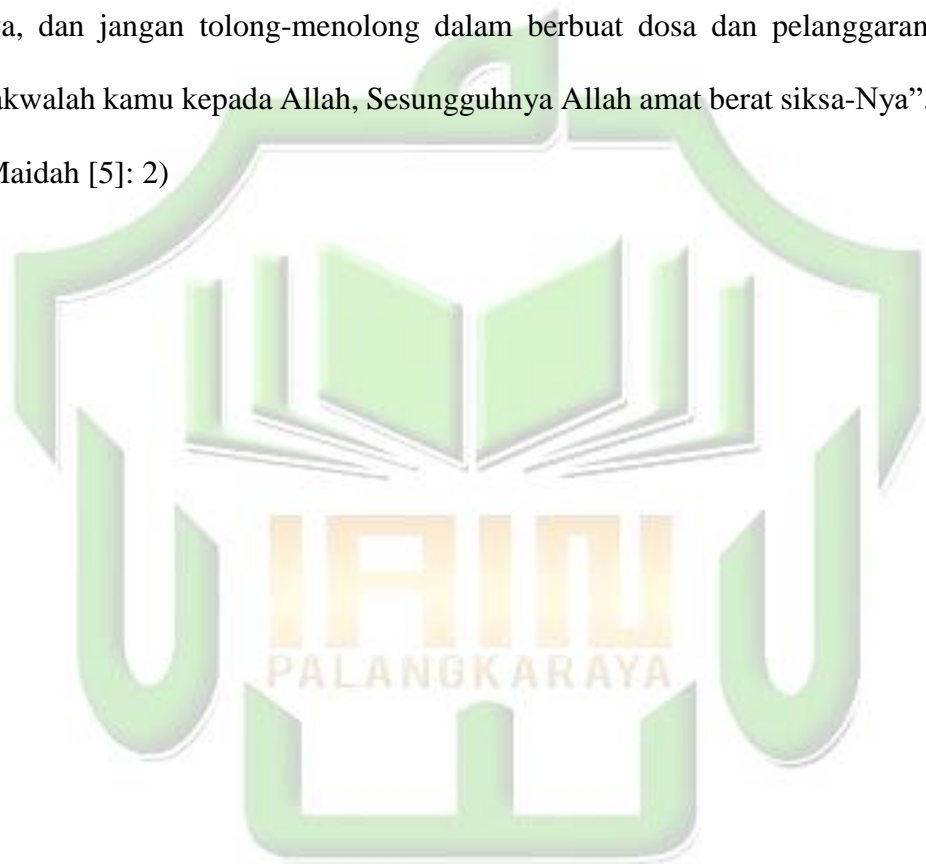 a, dan jangan tolong-menolong dalam berbuat dosa dan pelanggaran
akwalah kamu kepada Allah, Sesungguhnya Allah amat berat siksa-Nya”.
Maidah [5]: 2)
IAIN
PALANGKARAYA